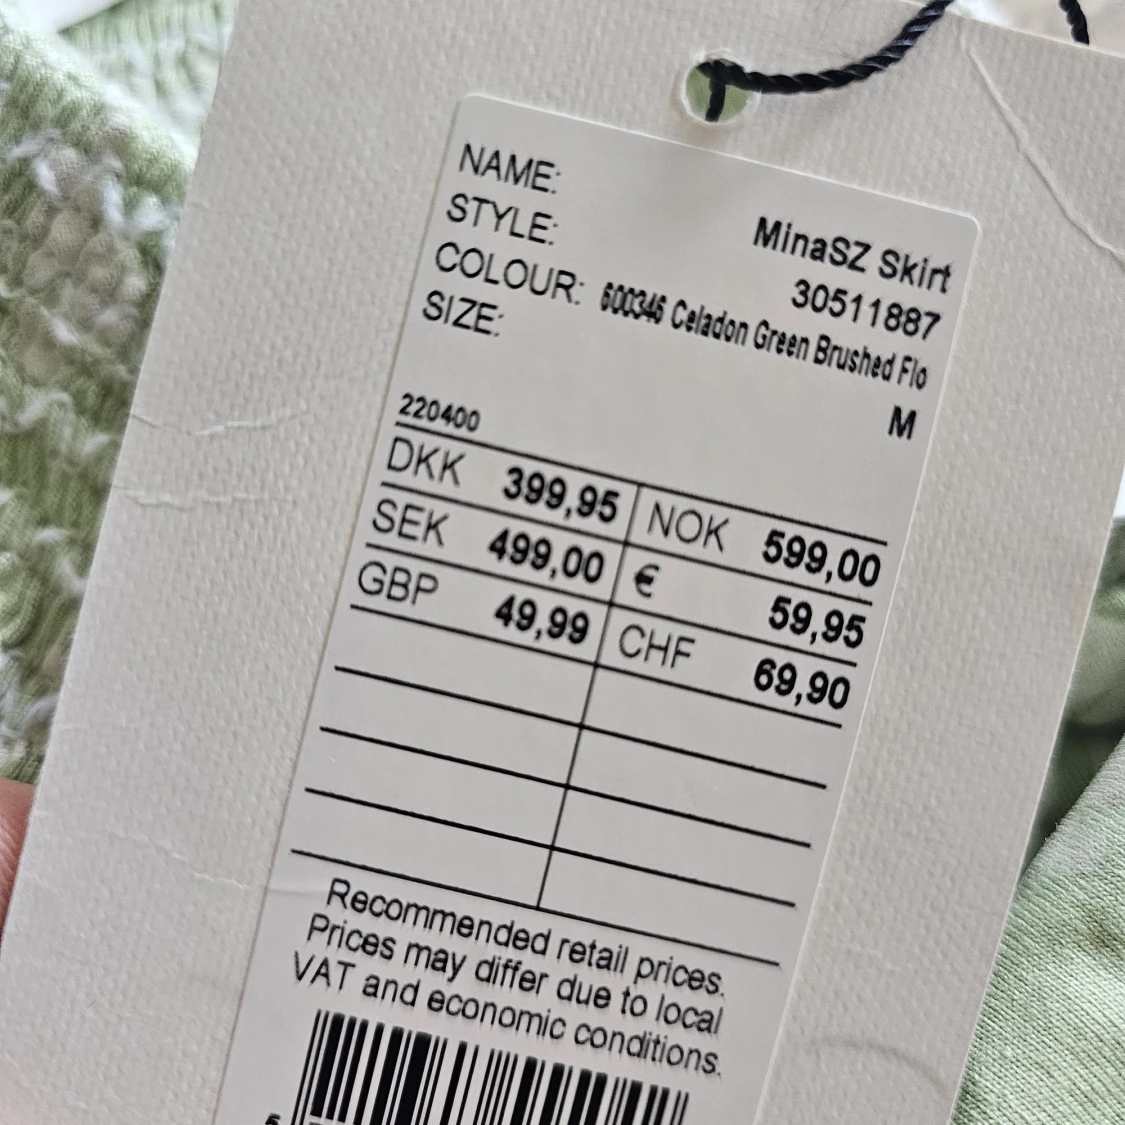 NAME: MinaSZ Skirt
STYLE: 30511887
COLOUR: 600346 Celadon Green Brushed Flo
SIZE: M
220400
DKK 399,95 NOK 599,00
SEK 499,00 € 59,95
GBP 49,99 CHF 69,90
Recommended retail prices.
Prices may differ due to local
VAT and economic conditions.